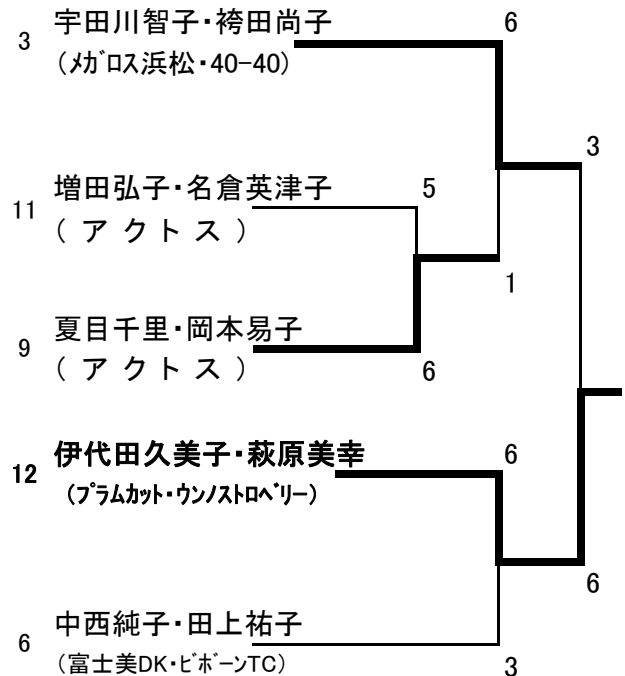 3 宇田川智子・袴田尚子 6
(メガロス浜松・40-40)
3
11 増田弘子・名倉英津子 5
(アクトス)
1
9 夏目千里・岡本易子
(アクトス) 6
12 伊代田久美子・萩原美幸 6
(プラムカット・ウンノストロベリー)
6
6 中西純子・田上祐子
(富士美DK・ビボーンTC) 3